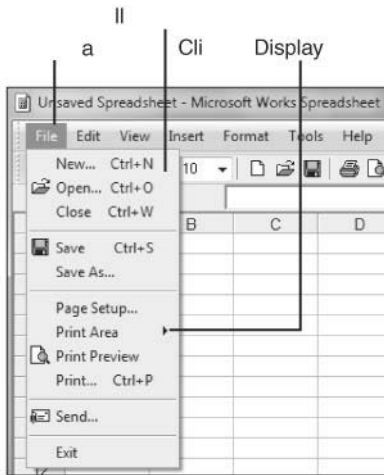 ll
a Cli Display
Unsaved Spreadsheet - Microsoft Works Spreadsheet
File Edit View Insert Format Tools Help
New... Ctrl+N
10
Open... Ctrl+O
Close Ctrl+W
B C D
Save Ctrl+S
Save As...
Page Setup...
Print Area
Print Preview
Print... Ctrl+P
Send...
Exit